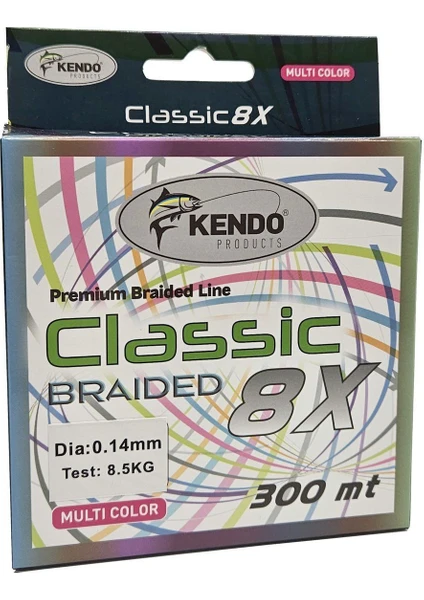 KENDO®
PRODUCTS
MULTI COLOR
Classic 8X
KENDO®
PRODUCTS
Premium Braided Line
Classic
BRAIDED 8X
Dia:0.14mm
Test: 8.5KG
300 mt
MULTI COLOR